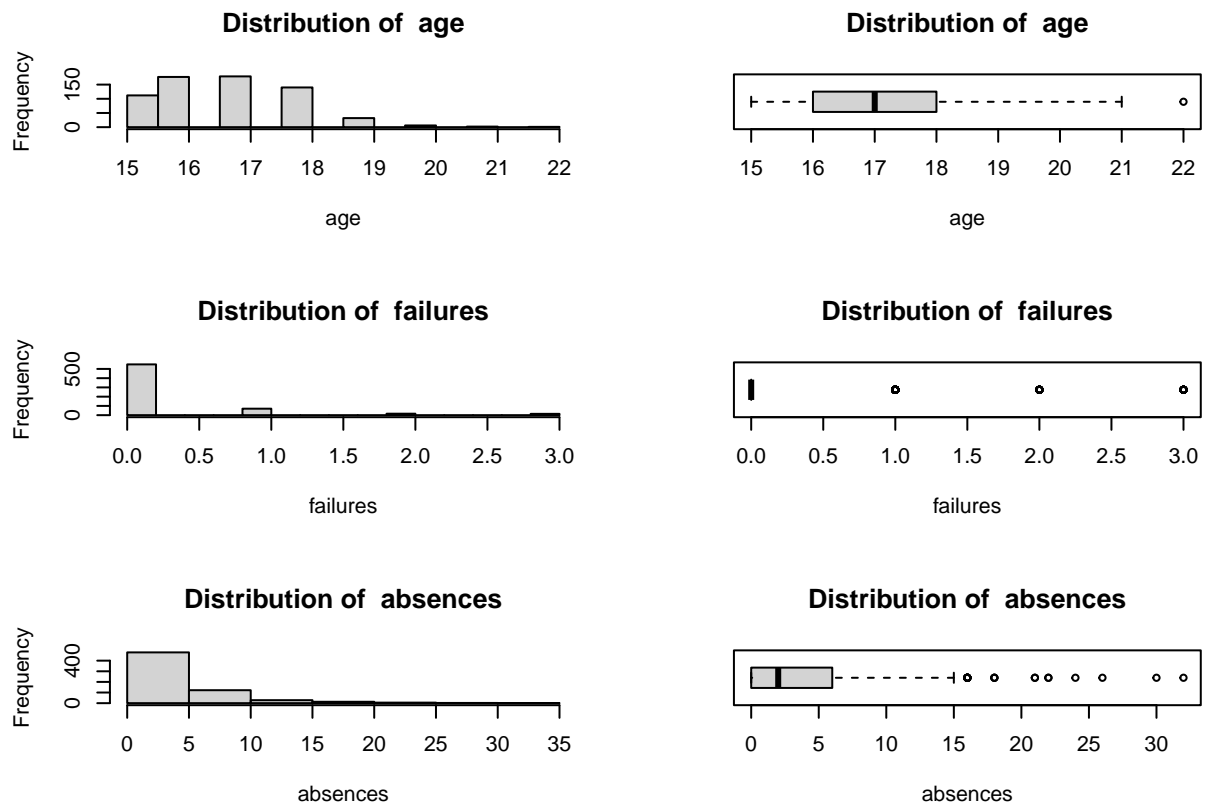 Distribution of  age
Frequency
0 150
15 16 17 18 19 20 21 22
age
Distribution of  age
15 16 17 18 19 20 21 22
age
Distribution of  failures
Frequency
0 500
0.0 0.5 1.0 1.5 2.0 2.5 3.0
failures
Distribution of  failures
0.0 0.5 1.0 1.5 2.0 2.5 3.0
failures
Distribution of  absences
Frequency
0 400
0 5 10 15 20 25 30 35
absences
Distribution of  absences
0 5 10 15 20 25 30
absences